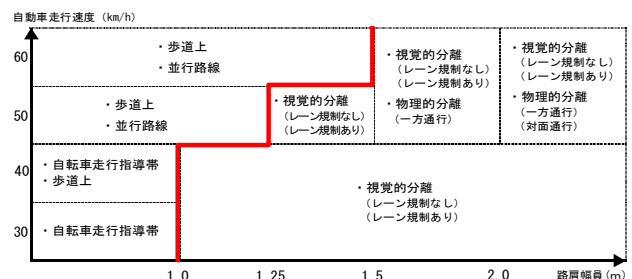 自動車走行速度 (km/h)
60
・歩道上
・並行路線
・視覚的分離
(レーン規制なし)
(レーン規制あり)
・物理的分離
(一方通行)
・視覚的分離
(レーン規制なし)
(レーン規制あり)
・物理的分離
(一方通行)
(対面通行)
50
・歩道上
・並行路線
・視覚的分離
(レーン規制なし)
(レーン規制あり)
40
・自転車走行指導帯
・歩道上
・視覚的分離
(レーン規制なし)
(レーン規制あり)
30
・自転車走行指導帯
1.0 1.25 1.5 2.0 路肩幅員(m)